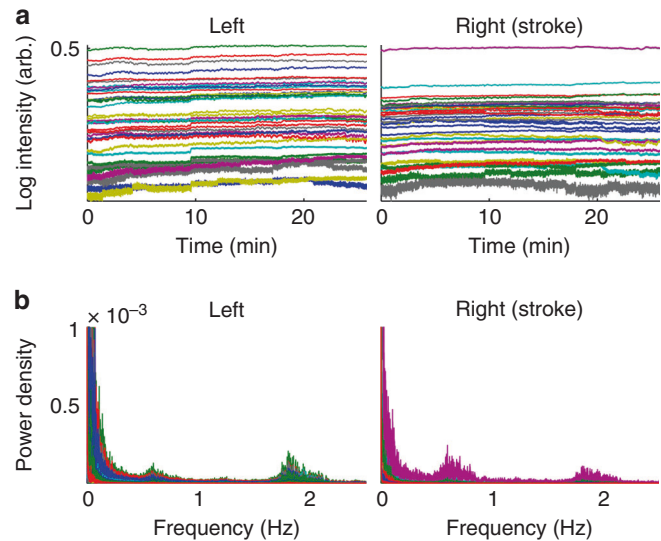 a
Left
Right (stroke)
Log intensity (arb.)
0.5
0 10 20
0 10 20
Time (min)
Time (min)
b
Left
Right (stroke)
Power density
1 × 10⁻³
0.5
0 1 2
0 1 2
Frequency (Hz)
Frequency (Hz)